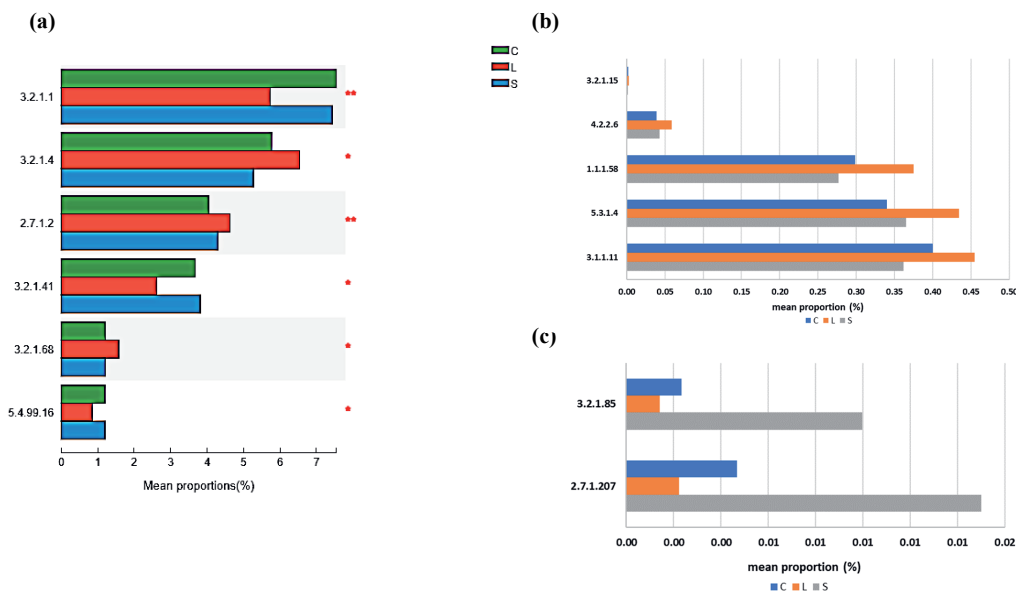 (a)
C
L
S
3.2.1.1
**
3.2.1.4
*
2.7.1.2
**
3.2.1.41
*
3.2.1.68
*
5.4.99.16
*
0 1 2 3 4 5 6 7
Mean proportions(%)
(b)
3.2.1.15
4.2.2.6
1.1.1.58
5.3.1.4
3.1.1.11
0.00 0.05 0.10 0.15 0.20 0.25 0.30 0.35 0.40 0.45 0.50
mean proportion (%)
C L S
(c)
3.2.1.85
2.7.1.207
0.00 0.00 0.00 0.01 0.01 0.01 0.01 0.01 0.02
mean proportion (%)
C L S